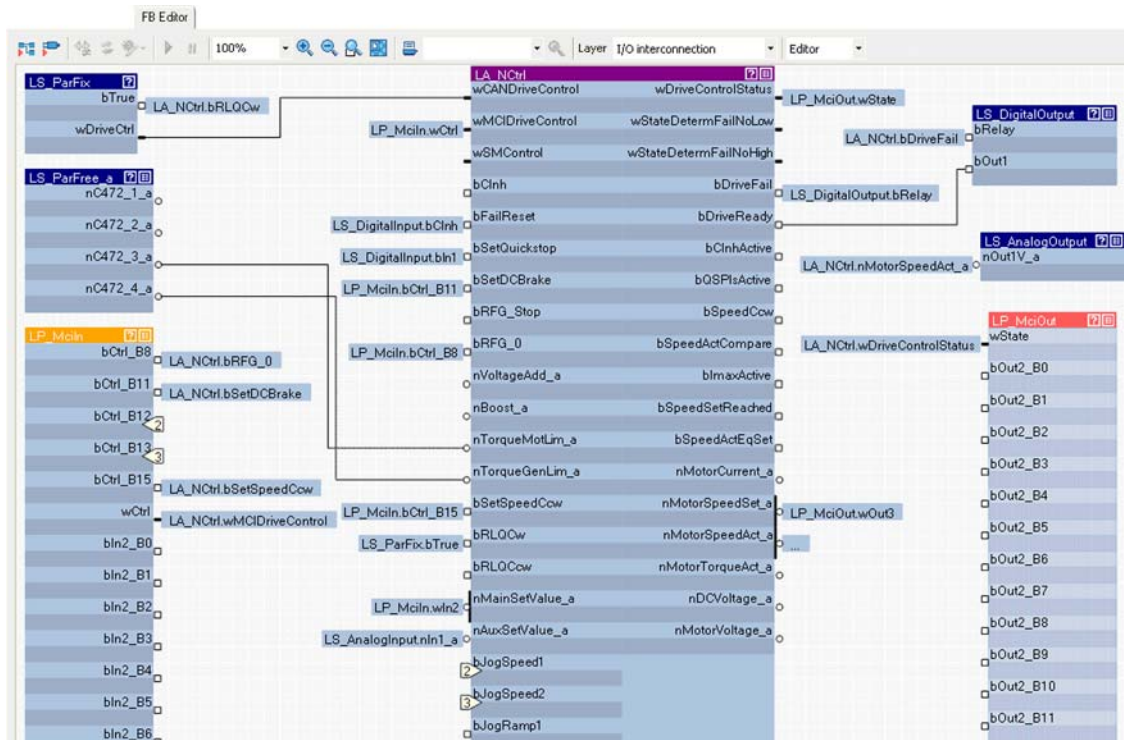 FB Editor
100%
Layer I/O interconnection
Editor
LS_ParFix
bTrue
LA_NCtrl.bRLQCw
wDriveCtrl
LS_ParFree_a
nC472_1_a
nC472_2_a
nC472_3_a
nC472_4_a
LP_MciIn
bCtrl_B8
LA_NCtrl.bRFG_0
bCtrl_B11
LA_NCtrl.bSetDCBrake
bCtrl_B12
2
bCtrl_B13
3
bCtrl_B15
LA_NCtrl.bSetSpeedCcw
wCtrl
LA_NCtrl.wMCIDriveControl
bIn2_B0
bIn2_B1
bIn2_B2
bIn2_B3
bIn2_B4
bIn2_B5
bIn2_B6
LA_NCtrl
wCANDriveControl wDriveControlStatus
LP_MciOut.wState
LP_MciIn.wCtrl
wMCIDriveControl wStateDetermFailNoLow
wSMControl wStateDetermFailNoHigh
bCInh bDriveFail
LS_DigitalOutput.bRelay
LS_DigitalInput.bCInh
bFailReset bDriveReady
LS_DigitalInput.bIn1
bSetQuickstop bCInhActive
LP_MciIn.bCtrl_B11
bSetDCBrake bQSPIsActive
bRFG_Stop bSpeedCcw
LP_MciIn.bCtrl_B8
bRFG_0 bSpeedActCompare
nVoltageAdd_a bImaxActive
nBoost_a bSpeedSetReached
nTorqueMotLim_a bSpeedActEqSet
nTorqueGenLim_a nMotorCurrent_a
LP_MciIn.bCtrl_B15
bSetSpeedCcw nMotorSpeedSet_a
LP_MciOut.wOut3
LS_ParFix.bTrue
bRLQCw nMotorSpeedAct_a
...
bRLQCcw nMotorTorqueAct_a
LP_MciIn.wIn2
nMainSetValue_a nDCVoltage_a
LS_AnalogInput.nIn1_a
nAuxSetValue_a nMotorVoltage_a
2
bJogSpeed1
3
bJogSpeed2
bJogRamp1
LS_DigitalOutput
LA_NCtrl.bDriveFail
bRelay
bOut1
LS_AnalogOutput
LA_NCtrl.nMotorSpeedAct_a
nOut1V_a
LP_MciOut
LA_NCtrl.wDriveControlStatus
wState
bOut2_B0
bOut2_B1
bOut2_B2
bOut2_B3
bOut2_B4
bOut2_B5
bOut2_B6
bOut2_B7
bOut2_B8
bOut2_B9
bOut2_B10
bOut2_B11